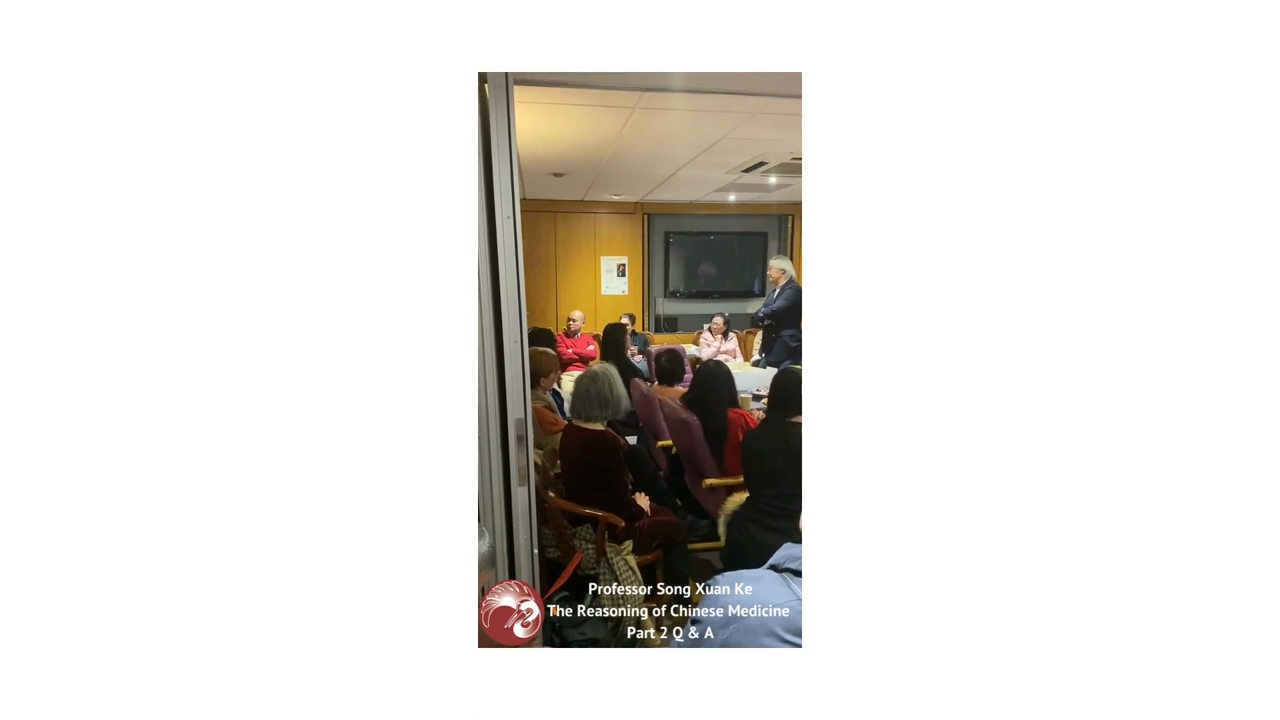 Professor Song Xuan Ke
The Reasoning of Chinese Medicine
Part 2 Q & A